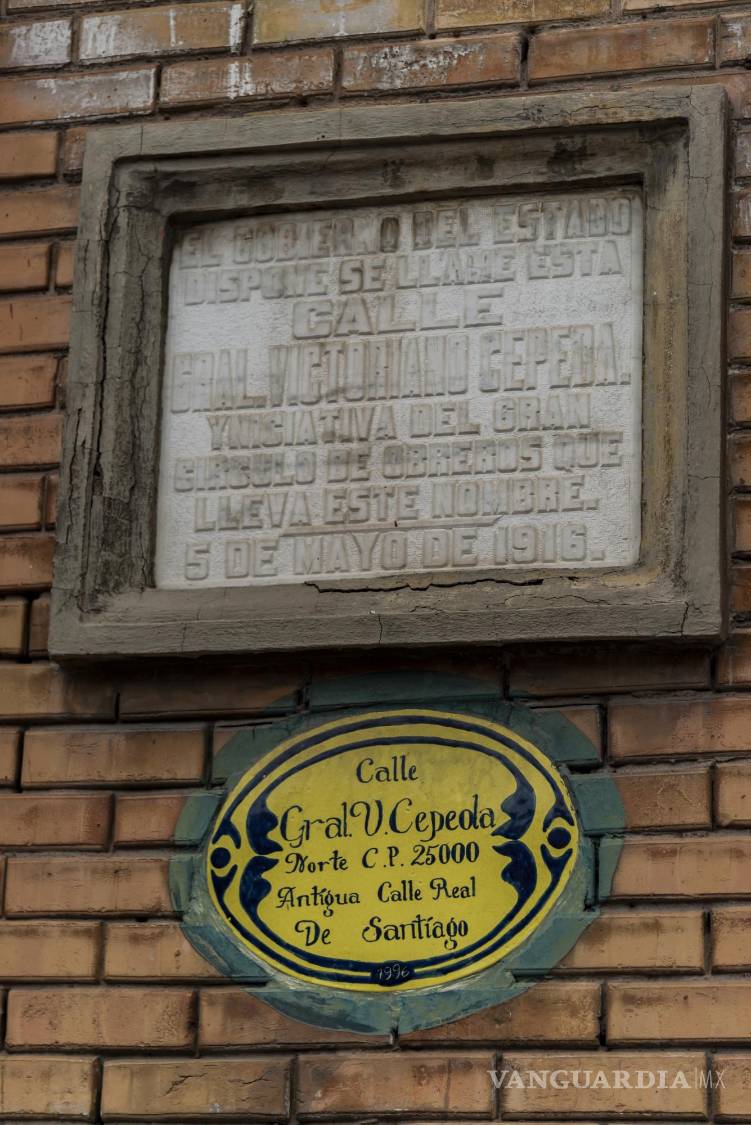 EL GOBIERNO DEL ESTADO
DISPONE SE LLAME ESTA
CALLE
GRAL. VICTORIANO CEPEDA.
YNICIATIVA DEL GRAN
CIRCULO DE OBREROS QUE
LLEVA ESTE NOMBRE.
5 DE MAYO DE 1916.
Calle
Gral. V. Cepeda
Norte C.P. 25000
Antigua Calle Real
De Santiago
1996
VANGUARDIA|MX